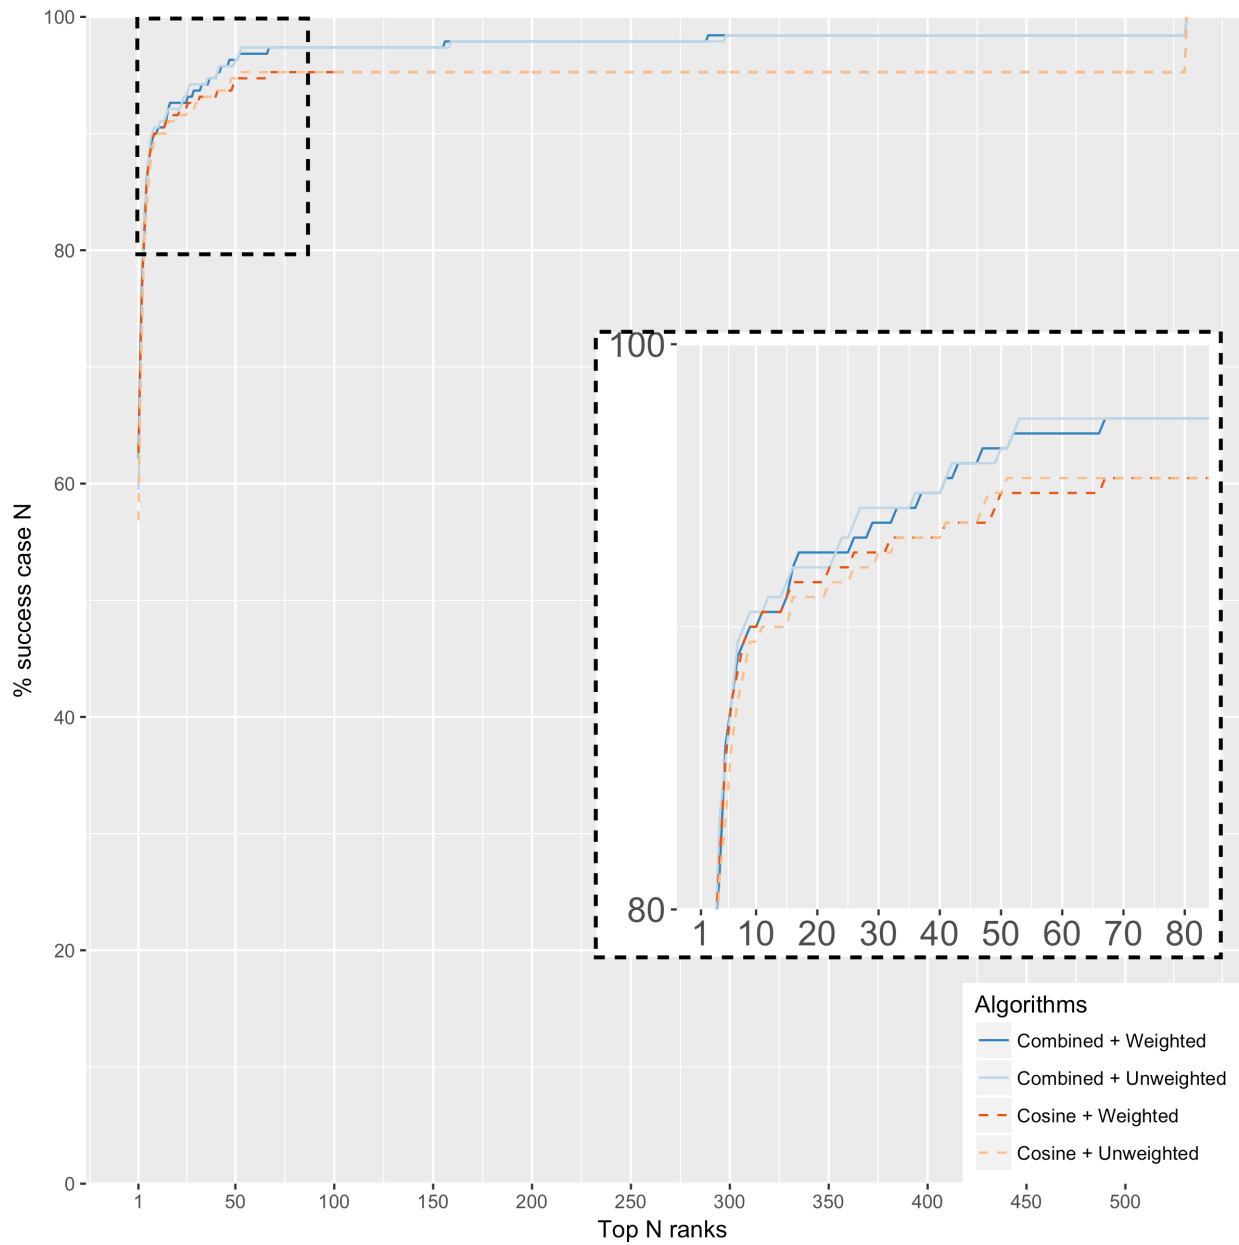 100
80
60
40
20
0
% success case N
100
80
1 10 20 30 40 50 60 70 80
Algorithms
Combined + Weighted
Combined + Unweighted
Cosine + Weighted
Cosine + Unweighted
1 50 100 150 200 250 300 350 400 450 500
Top N ranks